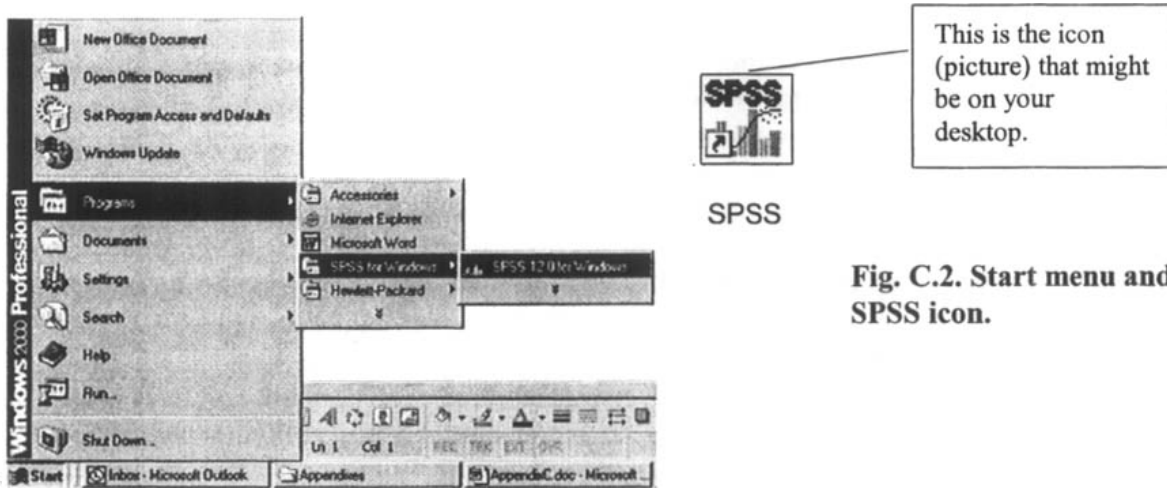 New Office Document
Open Office Document
Set Program Access and Defaults
Windows Update
Programs
Documents
Settings
Search
Help
Run...
Shut Down...
Windows 2000 Professional
Accessories
Internet Explorer
Microsoft Word
SPSS for Windows
Hewlett-Packard
SPSS 12.0 for Windows
Ln 1 Col 1 REC TRK EXT OVR
Start
Inbox - Microsoft Outlook
Appendixes
AppendixC.doc - Microsoft ...
SPSS
SPSS
This is the icon
(picture) that might
be on your
desktop.
Fig. C.2. Start menu and
SPSS icon.